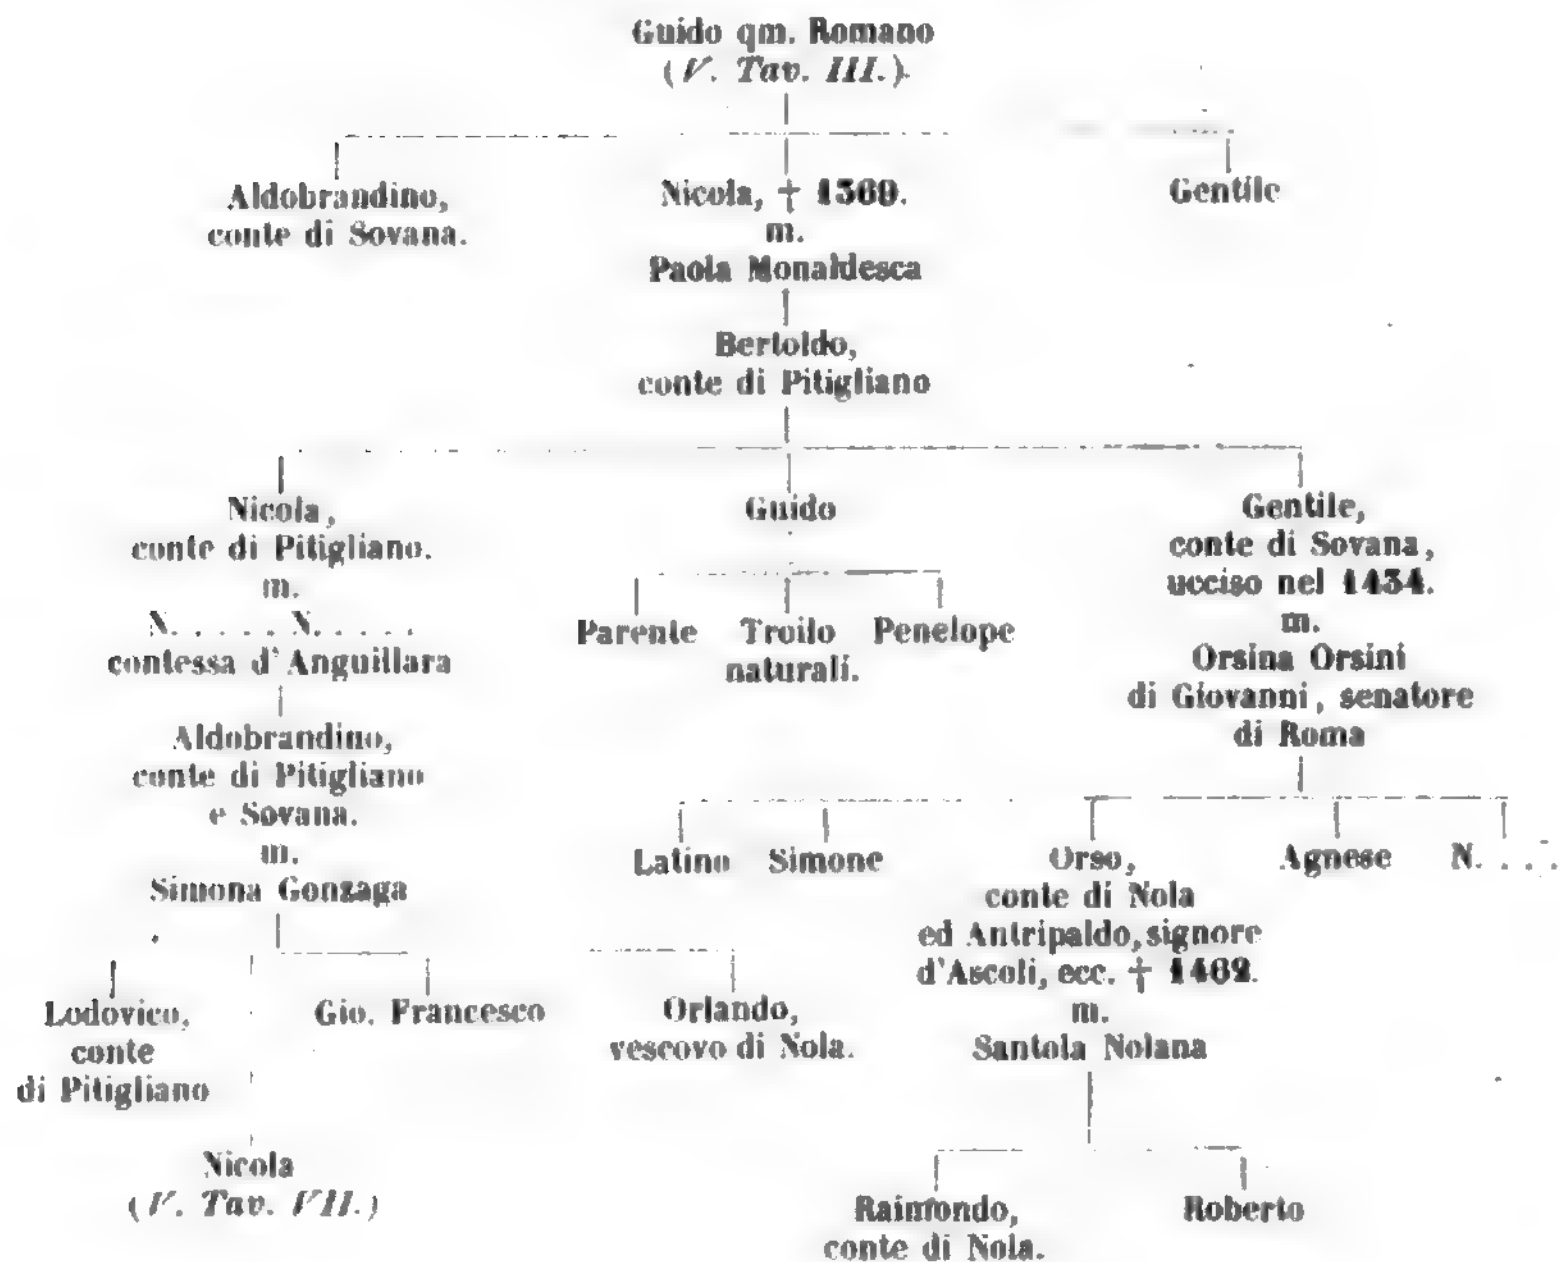 Guido qm. Romano
(V. Tav. III.)
Aldobrandino,
conte di Sovana.
Nicola, † 1369.
m.
Paola Monaldesca
Gentile
Bertoldo,
conte di Pitigliano
Nicola,
conte di Pitigliano.
m.
N. . . . . . N. . . . .
contessa d'Anguillara
Guido
Parente Troilo Penelope
naturali.
Gentile,
conte di Sovana,
ucciso nel 1434.
m.
Orsina Orsini
di Giovanni, senatore
di Roma
Aldobrandino,
conte di Pitigliano
e Sovana.
m.
Simona Gonzaga
Latino Simone
Orso,
conte di Nola
ed Antripaldo, signore
d'Ascoli, ecc. † 1462.
m.
Santola Nolana
Agnese N. . . .
Lodovico,
conte
di Pitigliano
Gio. Francesco
Orlando,
vescovo di Nola.
Nicola
(V. Tav. VII.)
Raimondo,
conte di Nola.
Roberto